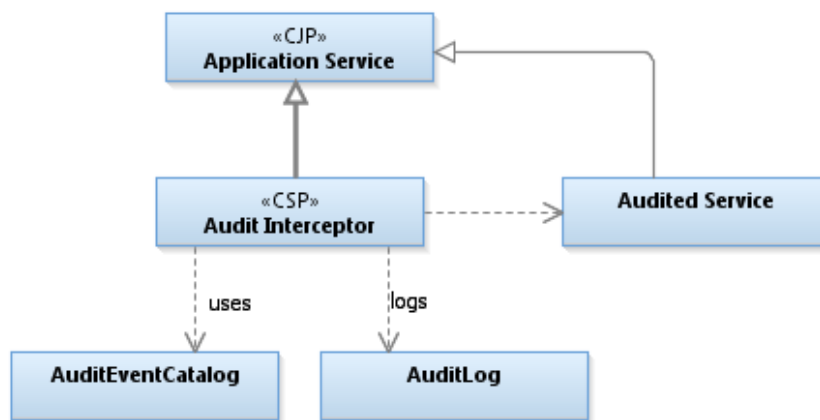 «CJP»
Application Service
«CSP»
Audit Interceptor
Audited Service
uses
logs
AuditEventCatalog
AuditLog